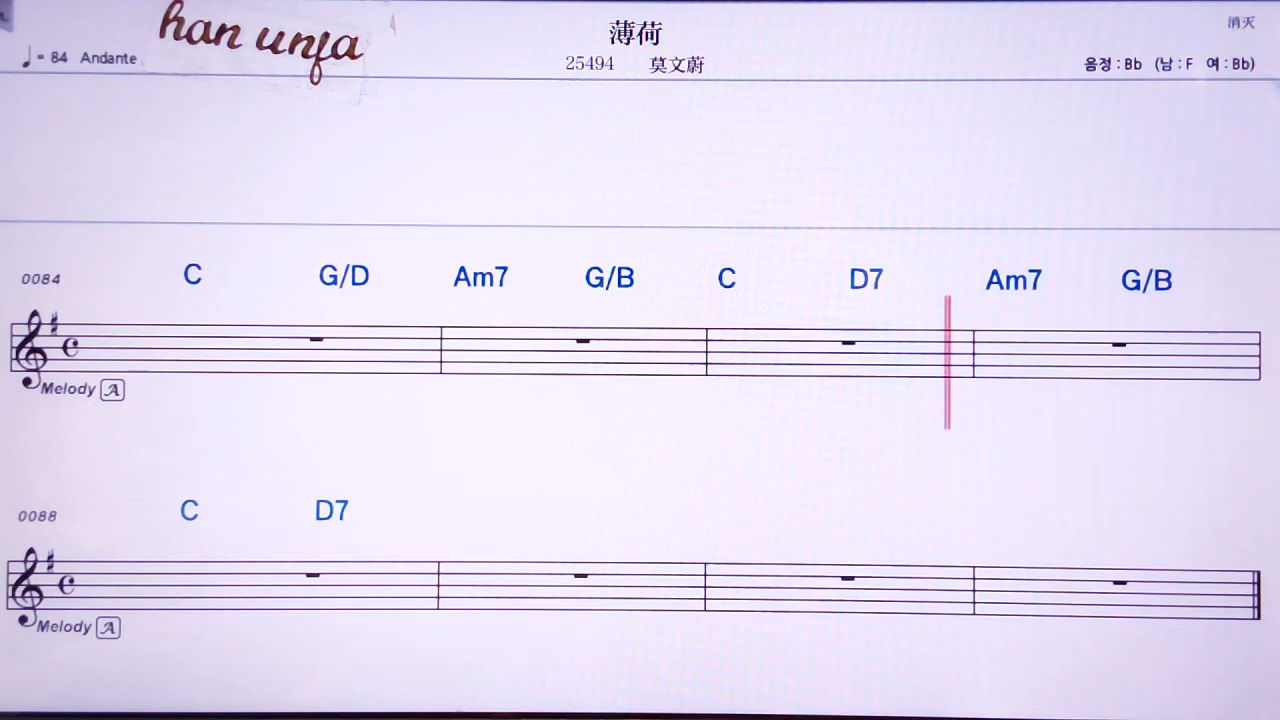 han unja
薄荷
消灭
♩= 84 Andante
25494 莫文蔚
음정 : Bb (남 : F 여 : Bb)
0084 C G/D Am7 G/B C D7 Am7 G/B
Melody A
0088 C D7
Melody A